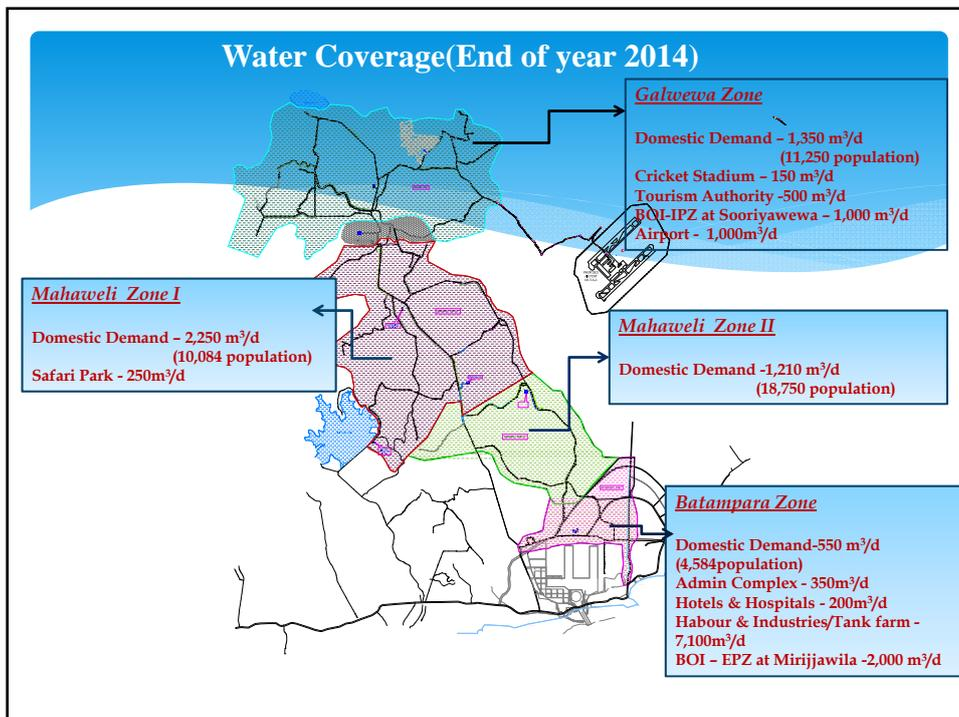 Water Coverage(End of year 2014)
Galwewa Zone
Domestic Demand – 1,350 m³/d
(11,250 population)
Cricket Stadium – 150 m³/d
Tourism Authority -500 m³/d
BOI-IPZ at Sooriyawewa – 1,000 m³/d
Airport - 1,000m³/d
Mahaweli Zone I
Domestic Demand – 2,250 m³/d
(10,084 population)
Safari Park - 250m³/d
Mahaweli Zone II
Domestic Demand -1,210 m³/d
(18,750 population)
Batampara Zone
Domestic Demand-550 m³/d
(4,584population)
Admin Complex - 350m³/d
Hotels & Hospitals - 200m³/d
Habour & Industries/Tank farm -
7,100m³/d
BOI – EPZ at Mirijjawila -2,000 m³/d